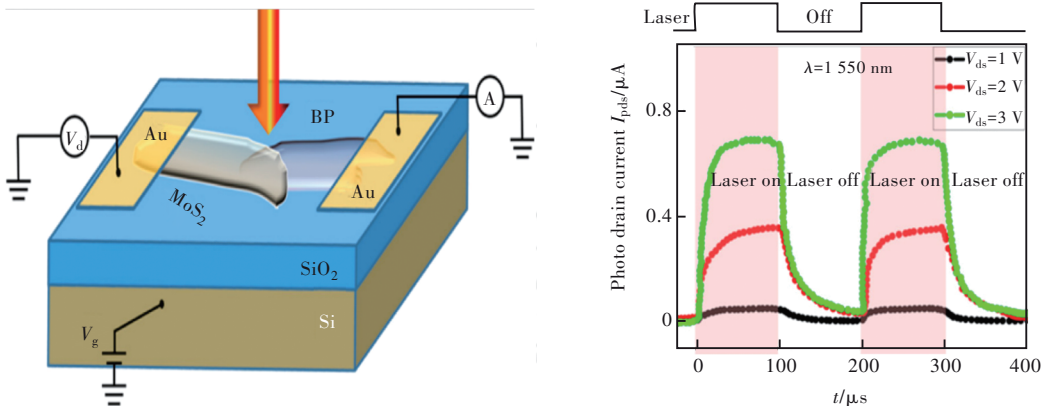 V_d
Au
BP
A
Au
MoS₂
SiO₂
Si
V_g
Laser
Off
λ=1 550 nm
V_ds=1 V
V_ds=2 V
V_ds=3 V
Laser on
Laser off
Laser on
Laser off
Photo drain current I_pds/μA
0.8
0.4
0
0
100
200
300
400
t/μs